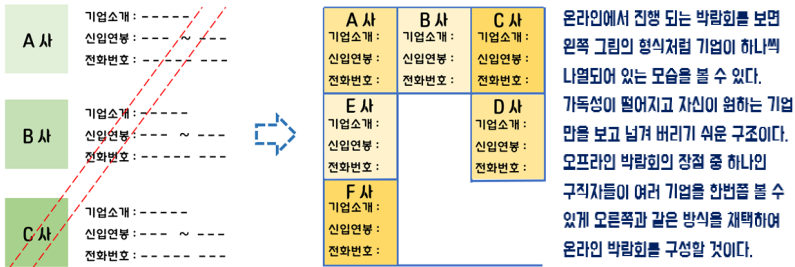 A 사
기업소개 : -----
신입연봉 : --- ~ ---
전화번호 : --- --- ---
B 사
기업소개 : -----
신입연봉 : --- ~ ---
전화번호 : --- --- ---
C 사
기업소개 : -----
신입연봉 : --- ~ ---
전화번호 : --- --- ---
A 사
기업소개 :
신입연봉 :
전화번호 :
B 사
기업소개 :
신입연봉 :
전화번호 :
C 사
기업소개 :
신입연봉 :
전화번호 :
E 사
기업소개 :
신입연봉 :
전화번호 :
D 사
기업소개 :
신입연봉 :
전화번호 :
F 사
기업소개 :
신입연봉 :
전화번호 :
온라인에서 진행 되는 박람회를 보면
왼쪽 그림의 형식처럼 기업이 하나씩
나열되어 있는 모습을 볼 수 있다.
가독성이 떨어지고 자신이 원하는 기업
만을 보고 넘겨 버리기 쉬운 구조이다.
오프라인 박람회의 장점 중 하나인
구직자들이 여러 기업을 한번쯤 볼 수
있게 오른쪽과 같은 방식을 재택하여
온라인 박람회를 구성할 것이다.